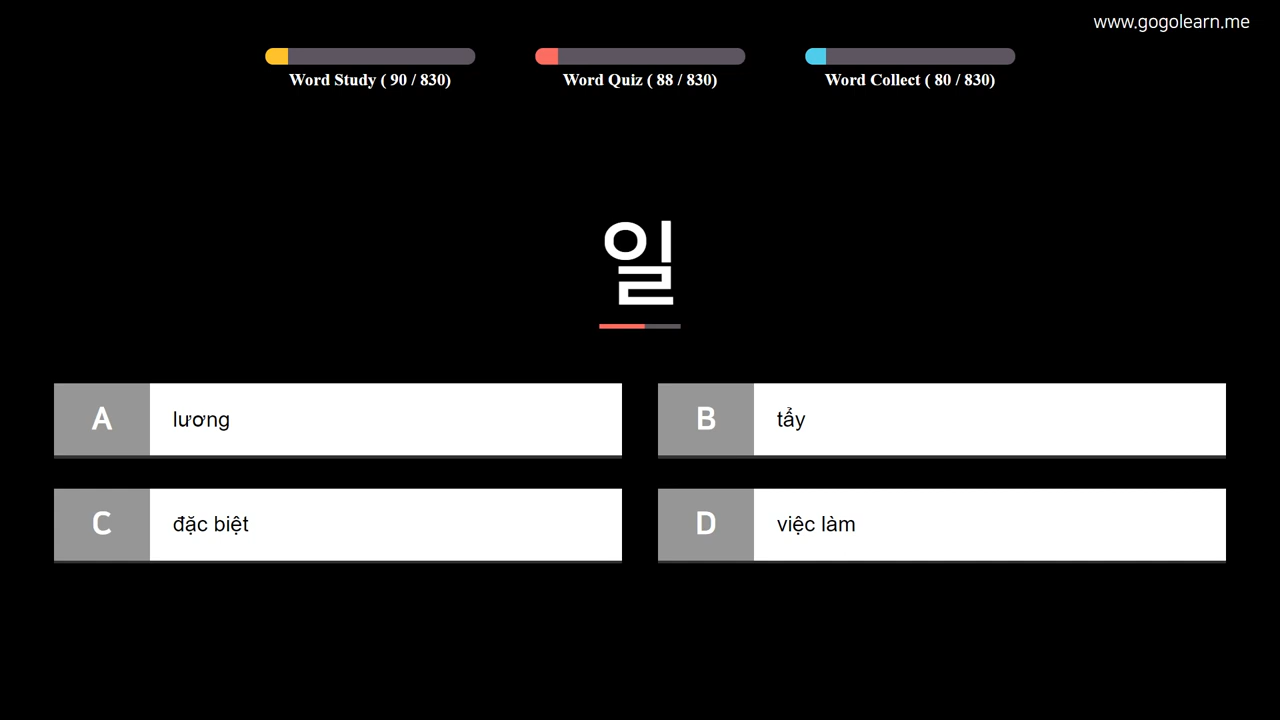 www.gogolearn.me
Word Study ( 90 / 830)
Word Quiz ( 88 / 830)
Word Collect ( 80 / 830)
일
A lương
B tẩy
C đặc biệt
D việc làm